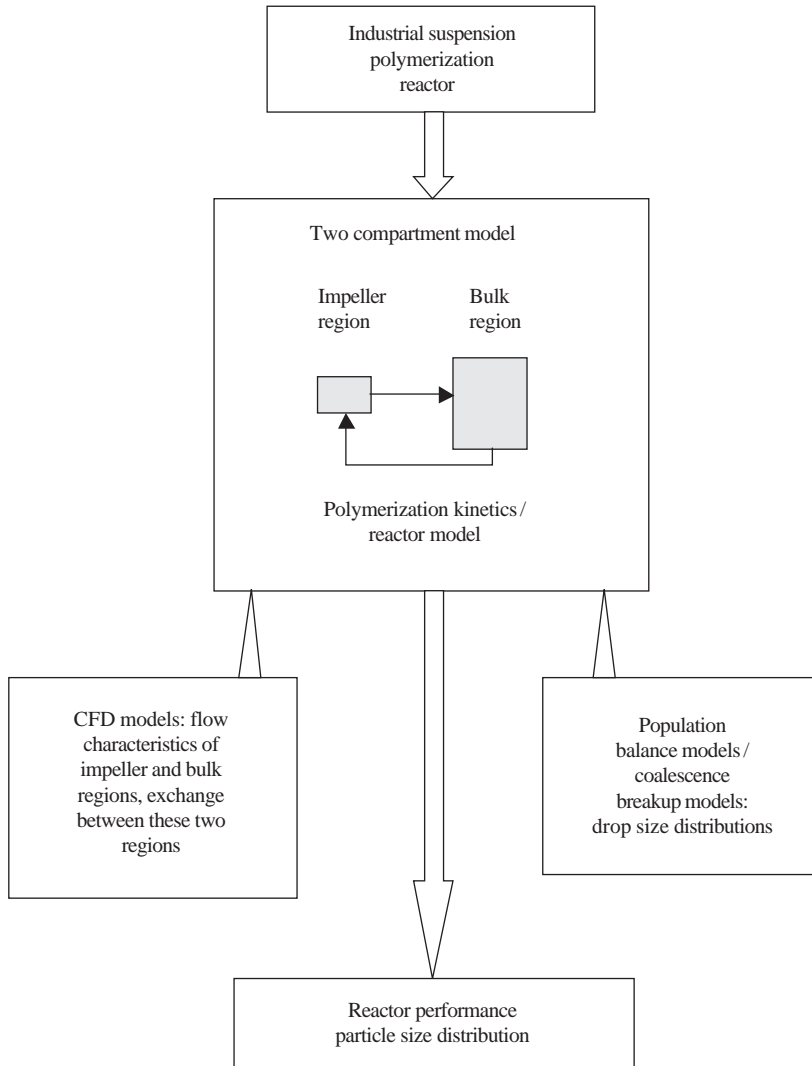 Industrial suspension
polymerization
reactor
Two compartment model
Impeller
region
Bulk
region
Polymerization kinetics /
reactor model
CFD models: flow
characteristics of
impeller and bulk
regions, exchange
between these two
regions
Population
balance models /
coalescence
breakup models:
drop size distributions
Reactor performance
particle size distribution